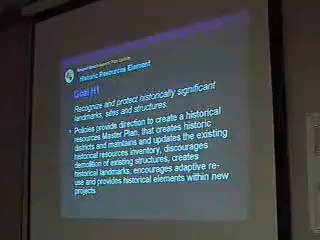 Historic Resources Element
Goal H1
Recognize and protect historically significant
landmarks, sites and structures.
• Policies provide direction to create a historical
resources Master Plan, that creates historic
districts and maintains and updates the existing
historical resources inventory, discourages
demolition of existing structures, creates
historical landmarks, encourages adaptive re-
use and provides historical elements within new
projects.